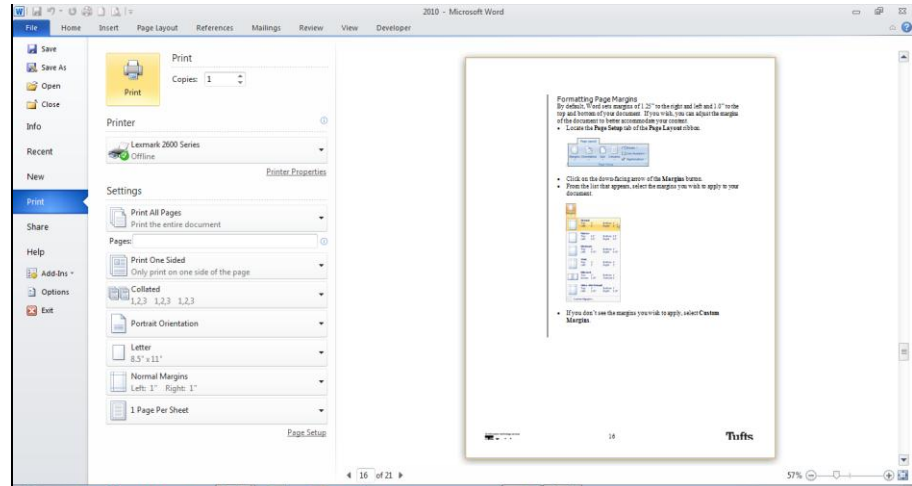 2010 - Microsoft Word
File Home Insert Page Layout References Mailings Review View Developer
Save
Save As
Open
Close
Info
Recent
New
Print
Share
Help
Add-Ins
Options
Exit
Print
Print
Copies: 1
Printer
Lexmark 2600 Series
Offline
Printer Properties
Settings
Print All Pages
Print the entire document
Pages:
Print One Sided
Only print on one side of the page
Collated
1,2,3 1,2,3 1,2,3
Portrait Orientation
Letter
8.5" x 11"
Normal Margins
Left: 1" Right: 1"
1 Page Per Sheet
Page Setup
Formatting Page Margins
By default, Word sets margins of 1.25" to the right and left and 1.0" to the
top and bottom of your document. If you wish, you can adjust the margins
of the document to better accommodate your content.
• Locate the Page Setup tab of the Page Layout ribbon.
• Click on the down-facing arrow of the Margins button.
• From the list that appears, select the margins you wish to apply to your
document.
• If you don't see the margins you wish to apply, select Custom
Margins.
16
Tufts
16 of 21
57%